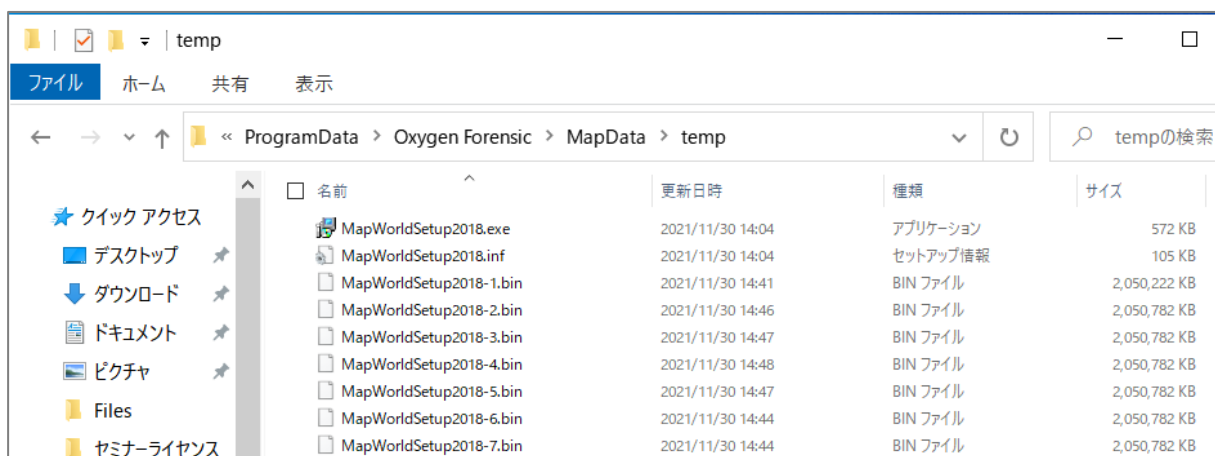 temp
ファイル ホーム 共有 表示
« ProgramData > Oxygen Forensic > MapData > temp tempの検索
名前 更新日時 種類 サイズ
クイック アクセス
デスクトップ
ダウンロード
ドキュメント
ピクチャ
Files
セミナーライセンス
MapWorldSetup2018.exe 2021/11/30 14:04 アプリケーション 572 KB
MapWorldSetup2018.inf 2021/11/30 14:04 セットアップ情報 105 KB
MapWorldSetup2018-1.bin 2021/11/30 14:41 BIN ファイル 2,050,222 KB
MapWorldSetup2018-2.bin 2021/11/30 14:46 BIN ファイル 2,050,782 KB
MapWorldSetup2018-3.bin 2021/11/30 14:47 BIN ファイル 2,050,782 KB
MapWorldSetup2018-4.bin 2021/11/30 14:48 BIN ファイル 2,050,782 KB
MapWorldSetup2018-5.bin 2021/11/30 14:47 BIN ファイル 2,050,782 KB
MapWorldSetup2018-6.bin 2021/11/30 14:44 BIN ファイル 2,050,782 KB
MapWorldSetup2018-7.bin 2021/11/30 14:44 BIN ファイル 2,050,782 KB